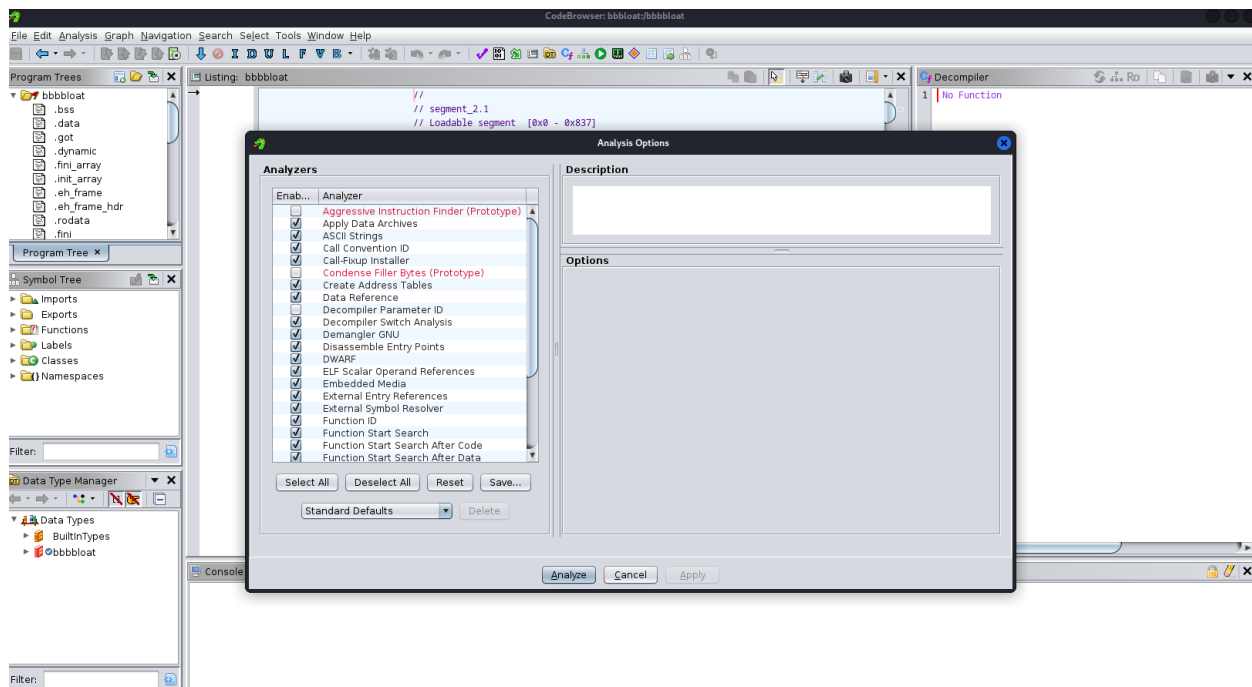 CodeBrowser: bbbloat:/bbbbloat
File Edit Analysis Graph Navigation Search Select Tools Window Help
I D U L F V B
Program Trees
bbbbloat
.bss
.data
.got
.dynamic
.fini_array
.init_array
.eh_frame
.eh_frame_hdr
.rodata
.fini
Program Tree ×
Symbol Tree
Imports
Exports
Functions
Labels
Classes
Namespaces
Filter:
Data Type Manager
Data Types
BuiltInTypes
bbbbloat
Filter:
Listing: bbbbloat
//
// segment_2.1
// Loadable segment [0x0 - 0x837]
Decompiler
Ro
1 No Function
Analysis Options
Analyzers
Enab... Analyzer
Aggressive Instruction Finder (Prototype)
Apply Data Archives
ASCII Strings
Call Convention ID
Call-Fixup Installer
Condense Filler Bytes (Prototype)
Create Address Tables
Data Reference
Decompiler Parameter ID
Decompiler Switch Analysis
Demangler GNU
Disassemble Entry Points
DWARF
ELF Scalar Operand References
Embedded Media
External Entry References
External Symbol Resolver
Function ID
Function Start Search
Function Start Search After Code
Function Start Search After Data
Select All Deselect All Reset Save...
Standard Defaults Delete
Description
Options
Analyze Cancel Apply
Console